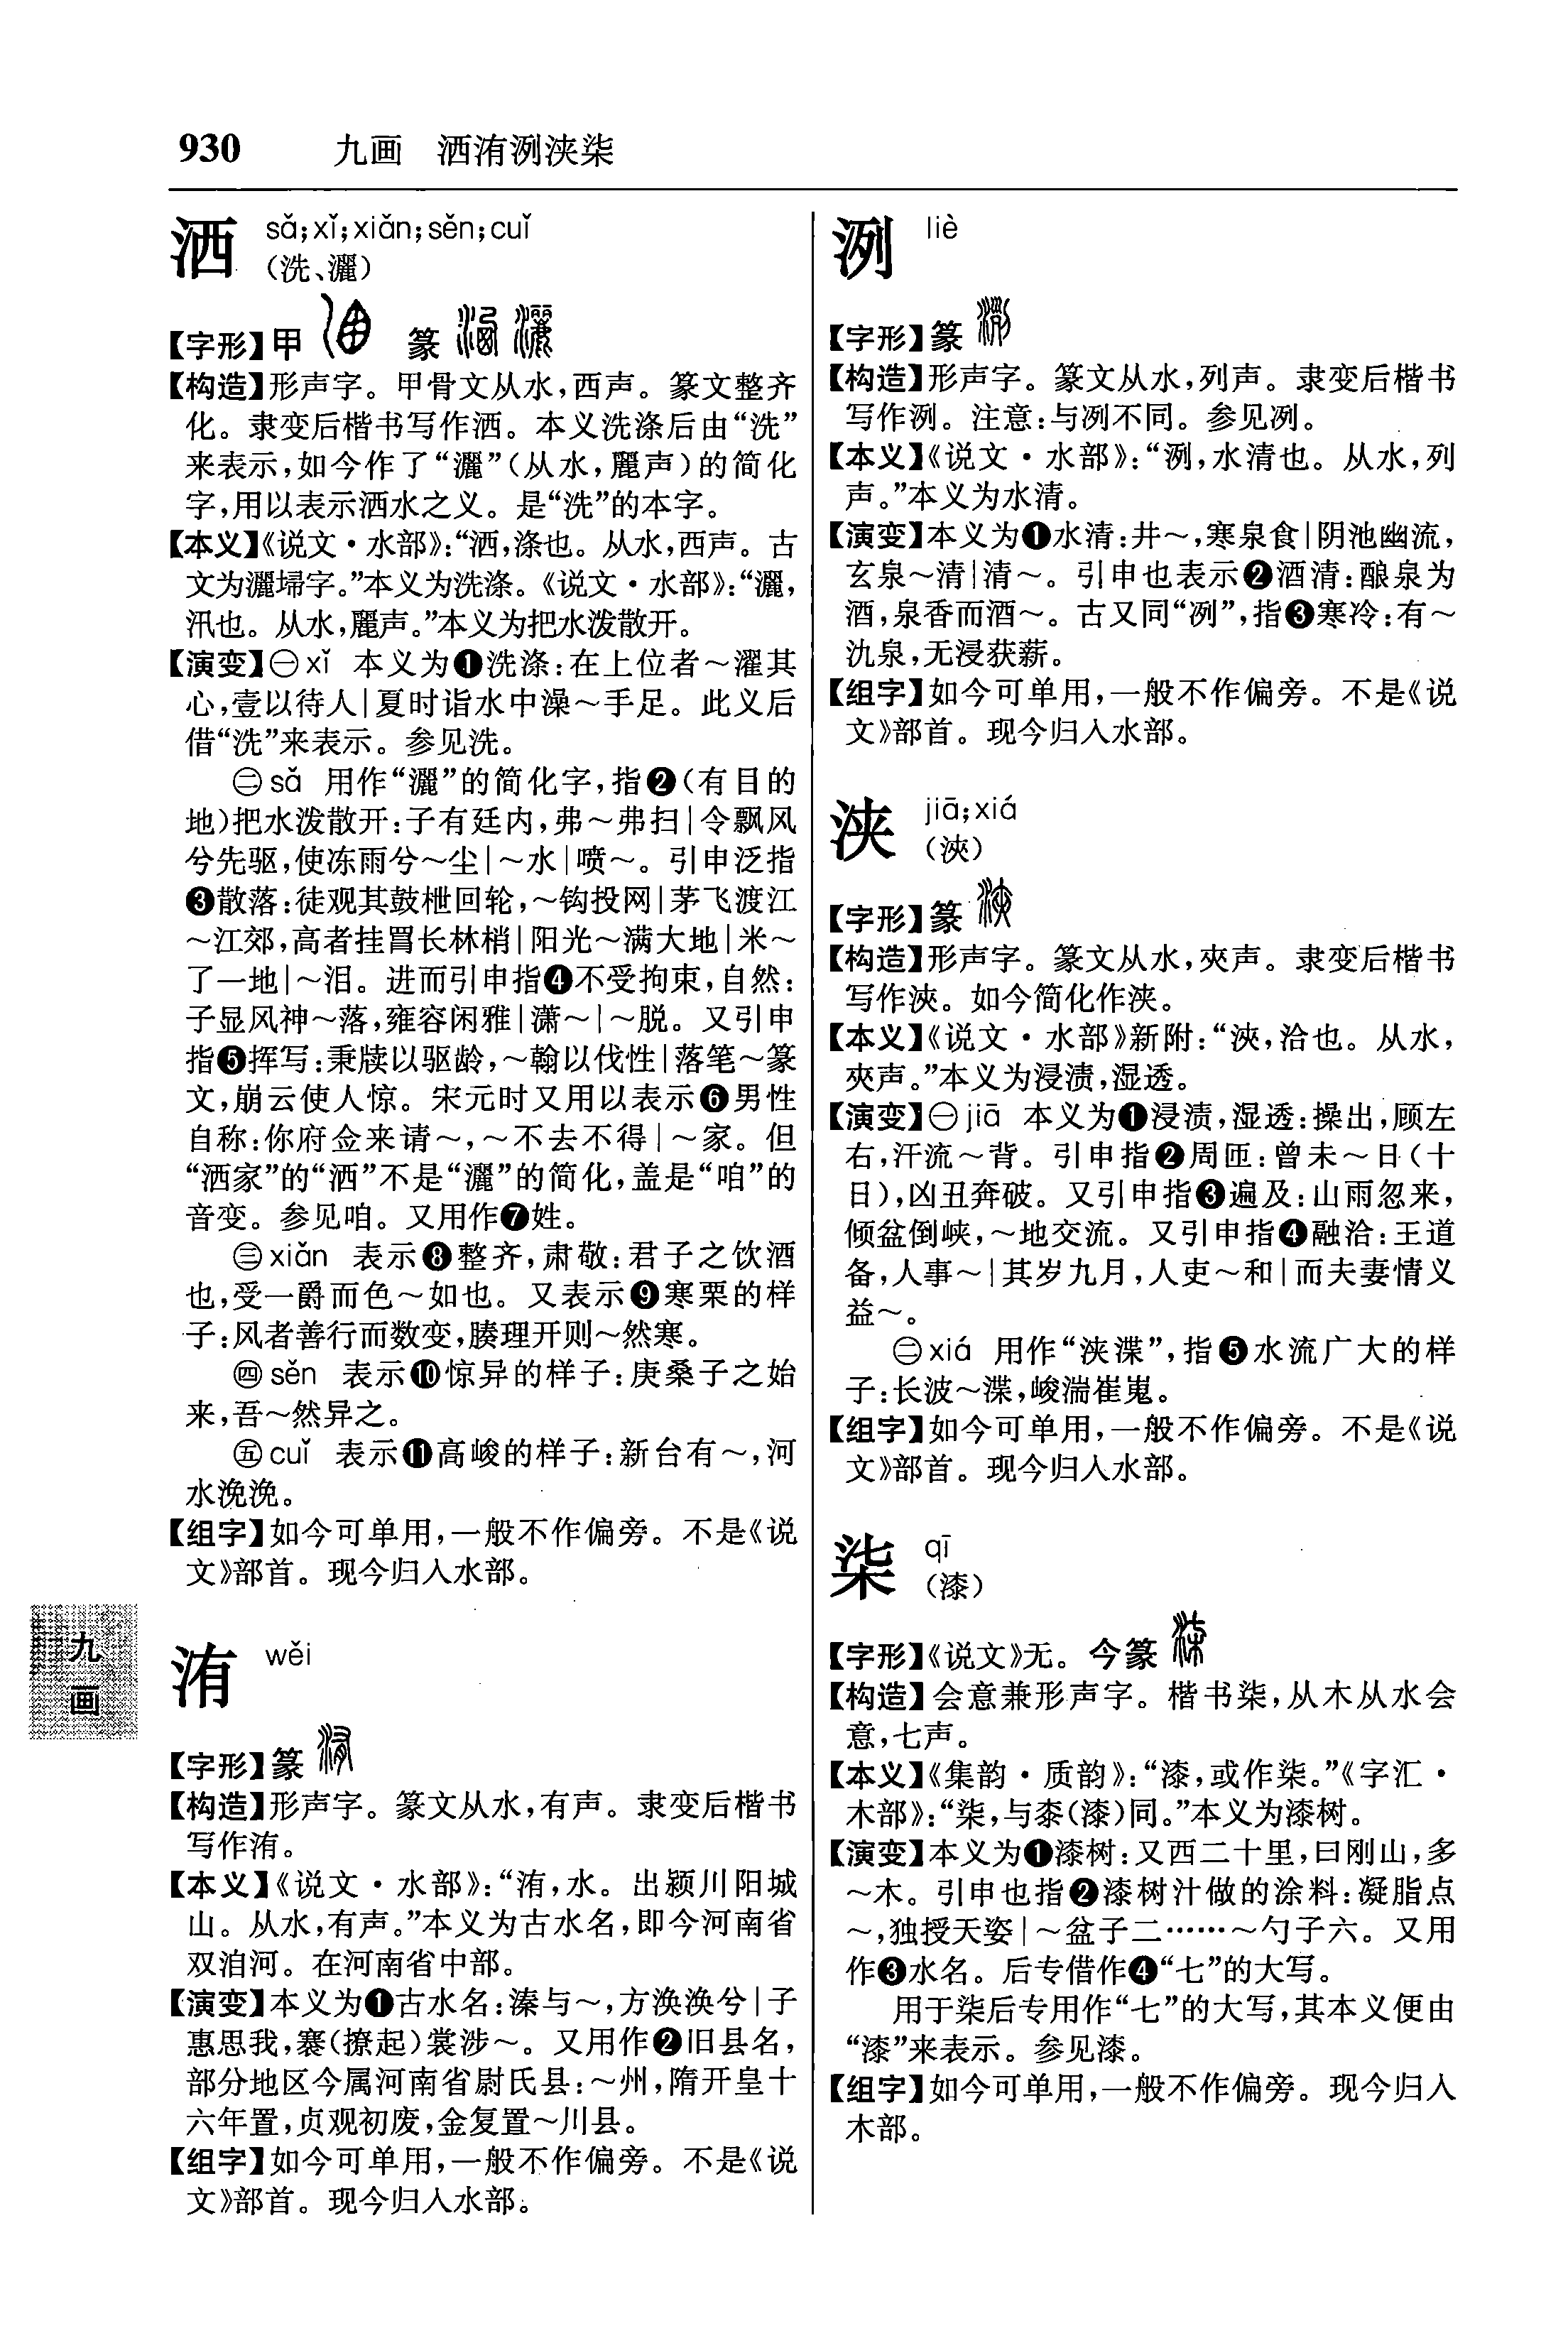 930 九画 洒洧洌浃柒
洒 sǎ;xǐ;xiǎn;sěn;cuǐ
(洗、灑)
【字形】甲 篆
【构造】形声字。甲骨文从水,西声。篆文整齐
化。隶变后楷书写作洒。本义洗涤后由“洗”
来表示,如今作了“灑”(从水,麗声)的简化
字,用以表示洒水之义。是“洗”的本字。
【本义】《说文·水部》:“洒,涤也。从水,西声。古
文为灑埽字。”本义为洗涤。《说文·水部》:“灑,
汛也。从水,麗声。”本义为把水泼散开。
【演变】㊀xǐ 本义为❶洗涤:在上位者~濯其
心,壹以待人|夏时诣水中澡~手足。此义后
借“洗”来表示。参见洗。
㊁sǎ 用作“灑”的简化字,指❷(有目的
地)把水泼散开:子有廷内,弗~弗扫|令飘风
兮先驱,使冻雨兮~尘|~水|喷~。引申泛指
❸散落:徒观其鼓枻回轮,~钩投网|茅飞渡江
~江郊,高者挂罥长林梢|阳光~满大地|米~
了一地|~泪。进而引申指❹不受拘束,自然:
子显风神~落,雍容闲雅|潇~|~脱。又引申
指❺挥写:秉牍以驱龄,~翰以伐性|落笔~篆
文,崩云使人惊。宋元时又用以表示❻男性
自称:你府佥来请~,~不去不得|~家。但
“洒家”的“洒”不是“灑”的简化,盖是“咱”的
音变。参见咱。又用作❼姓。
㊂xiǎn 表示❽整齐,肃敬:君子之饮酒
也,受一爵而色~如也。又表示❾寒栗的样
子:风者善行而数变,腠理开则~然寒。
㊃sěn 表示❿惊异的样子:庚桑子之始
来,吾~然异之。
㊄cuǐ 表示⓫高峻的样子:新台有~,河
水浼浼。
【组字】如今可单用,一般不作偏旁。不是《说
文》部首。现今归入水部。
洧 wěi
【字形】篆
【构造】形声字。篆文从水,有声。隶变后楷书
写作洧。
【本义】《说文·水部》:“洧,水。出颍川阳城
山。从水,有声。”本义为古水名,即今河南省
双洎河。在河南省中部。
【演变】本义为❶古水名:溱与~,方涣涣兮|子
惠思我,褰(撩起)裳涉~。又用作❷旧县名,
部分地区今属河南省尉氏县:~州,隋开皇十
六年置,贞观初废,金复置~川县。
【组字】如今可单用,一般不作偏旁。不是《说
文》部首。现今归入水部。
九
画
洌 liè
【字形】篆
【构造】形声字。篆文从水,列声。隶变后楷书
写作洌。注意:与冽不同。参见冽。
【本义】《说文·水部》:“洌,水清也。从水,列
声。”本义为水清。
【演变】本义为❶水清:井~,寒泉食|阴池幽流,
玄泉~清|清~。引申也表示❷酒清:酿泉为
酒,泉香而酒~。古又同“冽”,指❸寒冷:有~
氿泉,无浸获薪。
【组字】如今可单用,一般不作偏旁。不是《说
文》部首。现今归入水部。
浃 jiā;xiá
(浹)
【字形】篆
【构造】形声字。篆文从水,夾声。隶变后楷书
写作浹。如今简化作浃。
【本义】《说文·水部》新附:“浹,洽也。从水,
夾声。”本义为浸渍,湿透。
【演变】㊀jiā 本义为❶浸渍,湿透:操出,顾左
右,汗流~背。引申指❷周匝:曾未~日(十
日),凶丑奔破。又引申指❸遍及:山雨忽来,
倾盆倒峡,~地交流。又引申指❹融洽:王道
备,人事~|其岁九月,人吏~和|而夫妻情义
益~。
㊁xiá 用作“浃渫”,指❺水流广大的样
子:长波~渫,峻湍崔嵬。
【组字】如今可单用,一般不作偏旁。不是《说
文》部首。现今归入水部。
柒 qī
(漆)
【字形】《说文》无。今篆
【构造】会意兼形声字。楷书柒,从木从水会
意,七声。
【本义】《集韵·质韵》:“漆,或作柒。”《字汇·
木部》:“柒,与桼(漆)同。”本义为漆树。
【演变】本义为❶漆树:又西二十里,曰刚山,多
~木。引申也指❷漆树汁做的涂料:凝脂点
~,独授天姿|~盆子二……~勺子六。又用
作❸水名。后专借作❹“七”的大写。
用于柒后专用作“七”的大写,其本义便由
“漆”来表示。参见漆。
【组字】如今可单用,一般不作偏旁。现今归入
木部。